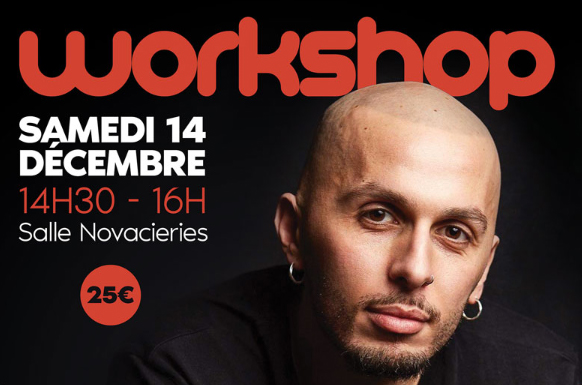 workshop
SAMEDI 14
DÉCEMBRE
14H30 - 16H
Salle Novacieries
25€